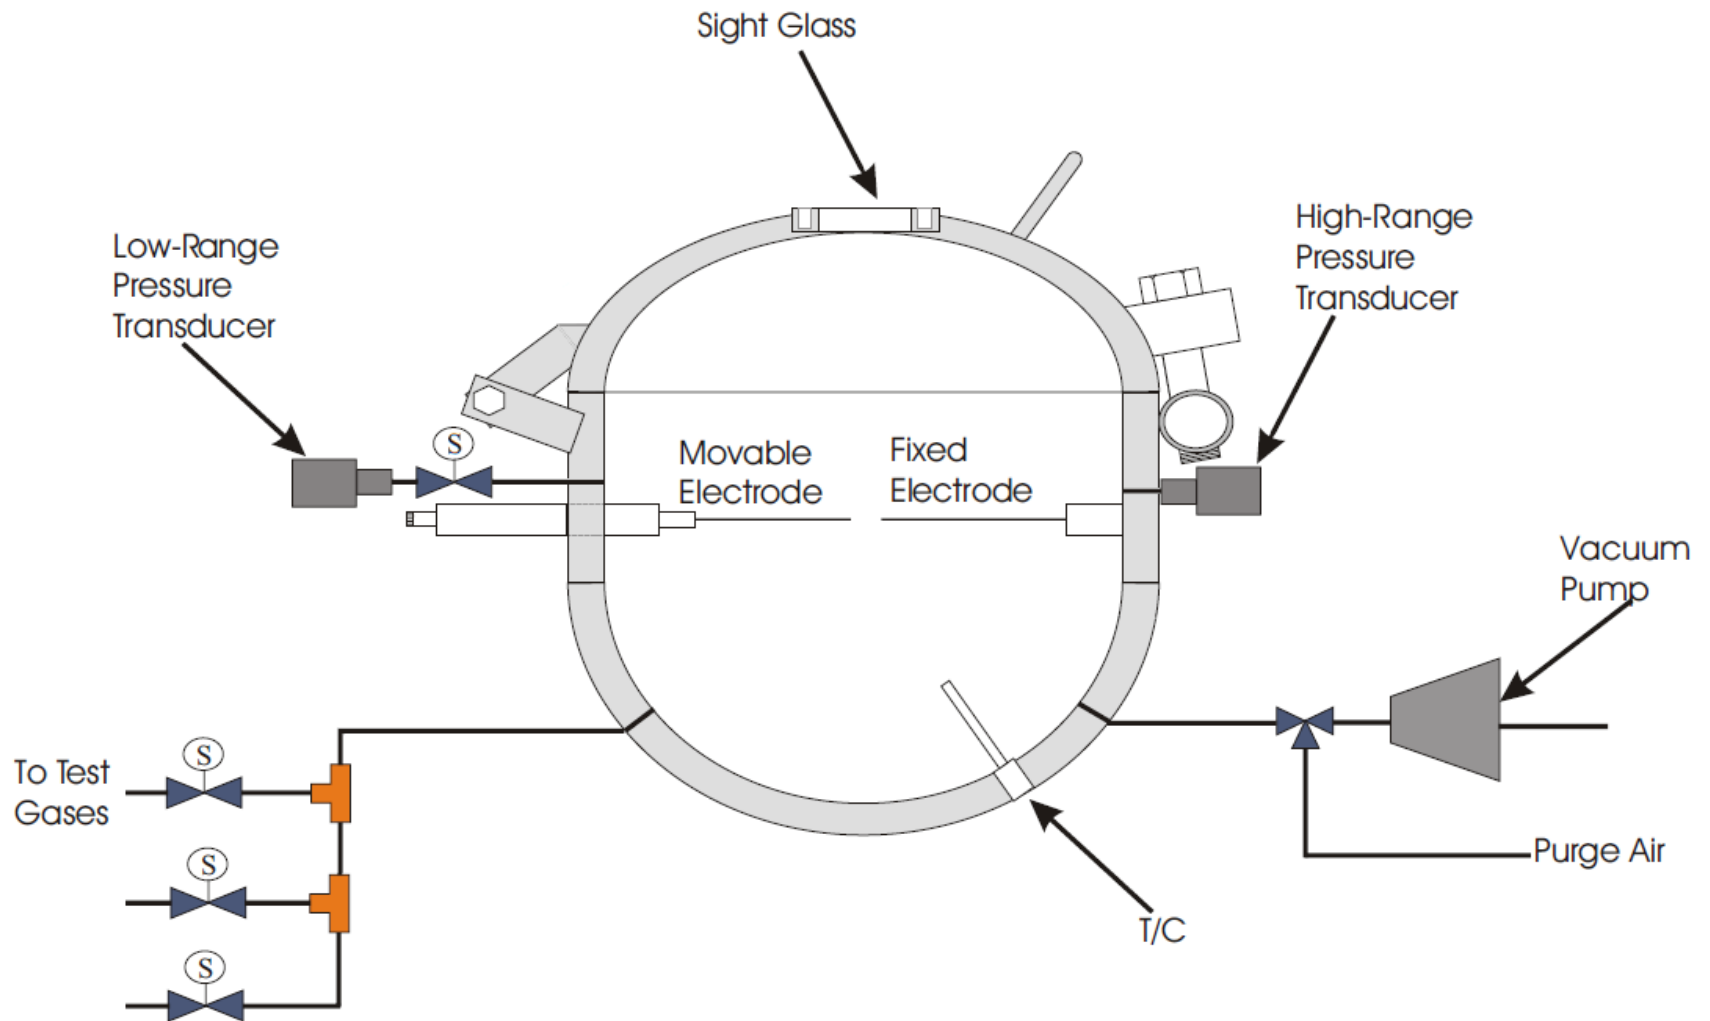 Sight Glass
High-Range
Pressure
Transducer
Low-Range
Pressure
Transducer
S
Movable
Electrode
Fixed
Electrode
Vacuum
Pump
S
To Test
Gases
S
Purge Air
T/C
S